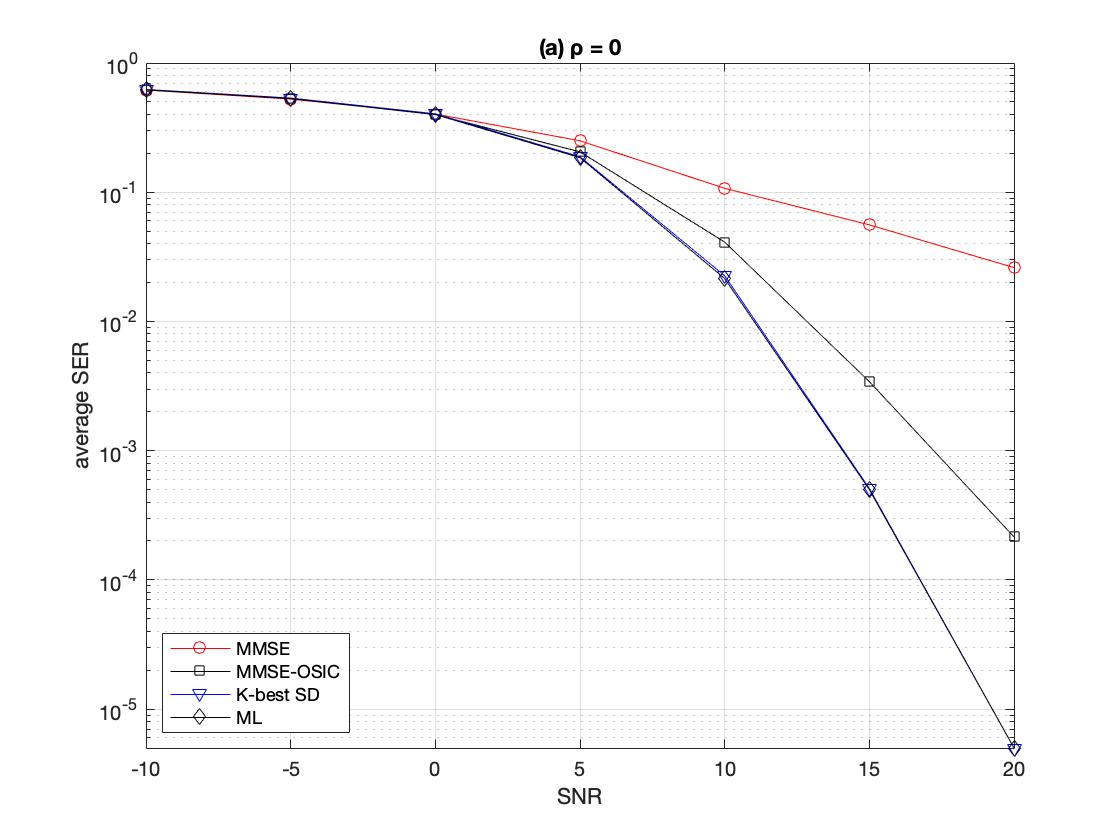 (a) ρ = 0
10^0
10^-1
10^-2
10^-3
10^-4
10^-5
average SER
-10 -5 0 5 10 15 20
SNR
MMSE
MMSE-OSIC
K-best SD
ML